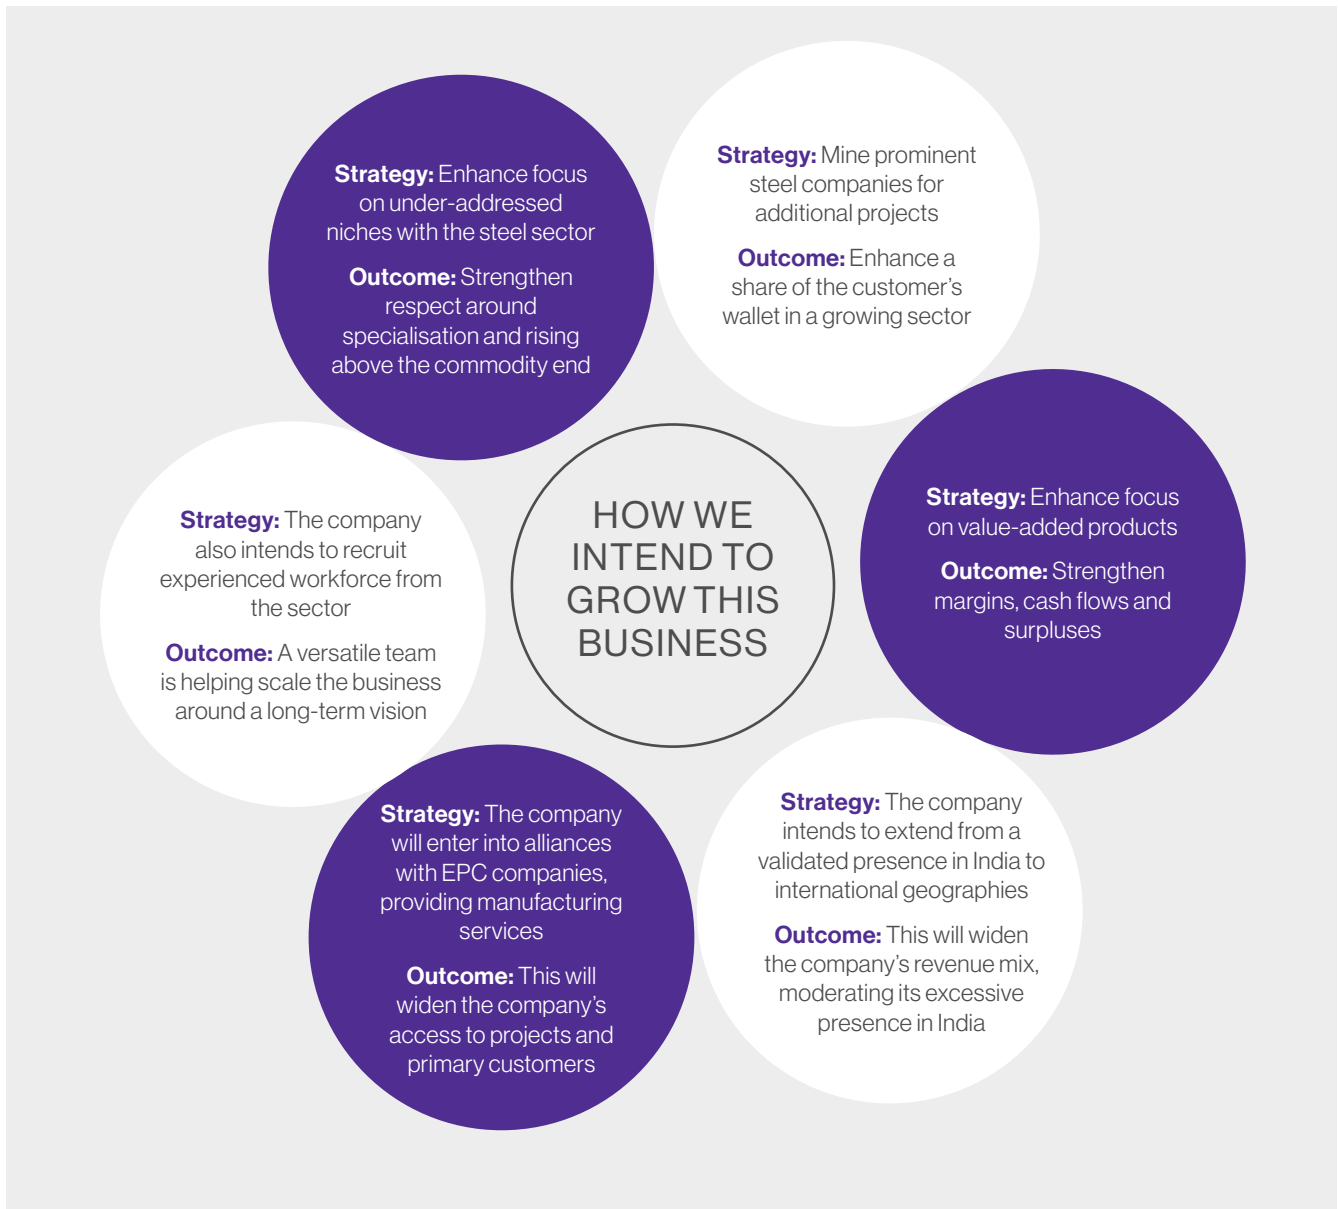 Strategy: Enhance focus
on under-addressed
niches with the steel sector
Outcome: Strengthen
respect around
specialisation and rising
above the commodity end
Strategy: Mine prominent
steel companies for
additional projects
Outcome: Enhance a
share of the customer's
wallet in a growing sector
Strategy: Enhance focus
on value-added products
Outcome: Strengthen
margins, cash flows and
surpluses
Strategy: The company
intends to extend from a
validated presence in India to
international geographies
Outcome: This will widen
the company's revenue mix,
moderating its excessive
presence in India
Strategy: The company
will enter into alliances
with EPC companies,
providing manufacturing
services
Outcome: This will
widen the company's
access to projects and
primary customers
Strategy: The company
also intends to recruit
experienced workforce from
the sector
Outcome: A versatile team
is helping scale the business
around a long-term vision
HOW WE
INTEND TO
GROW THIS
BUSINESS